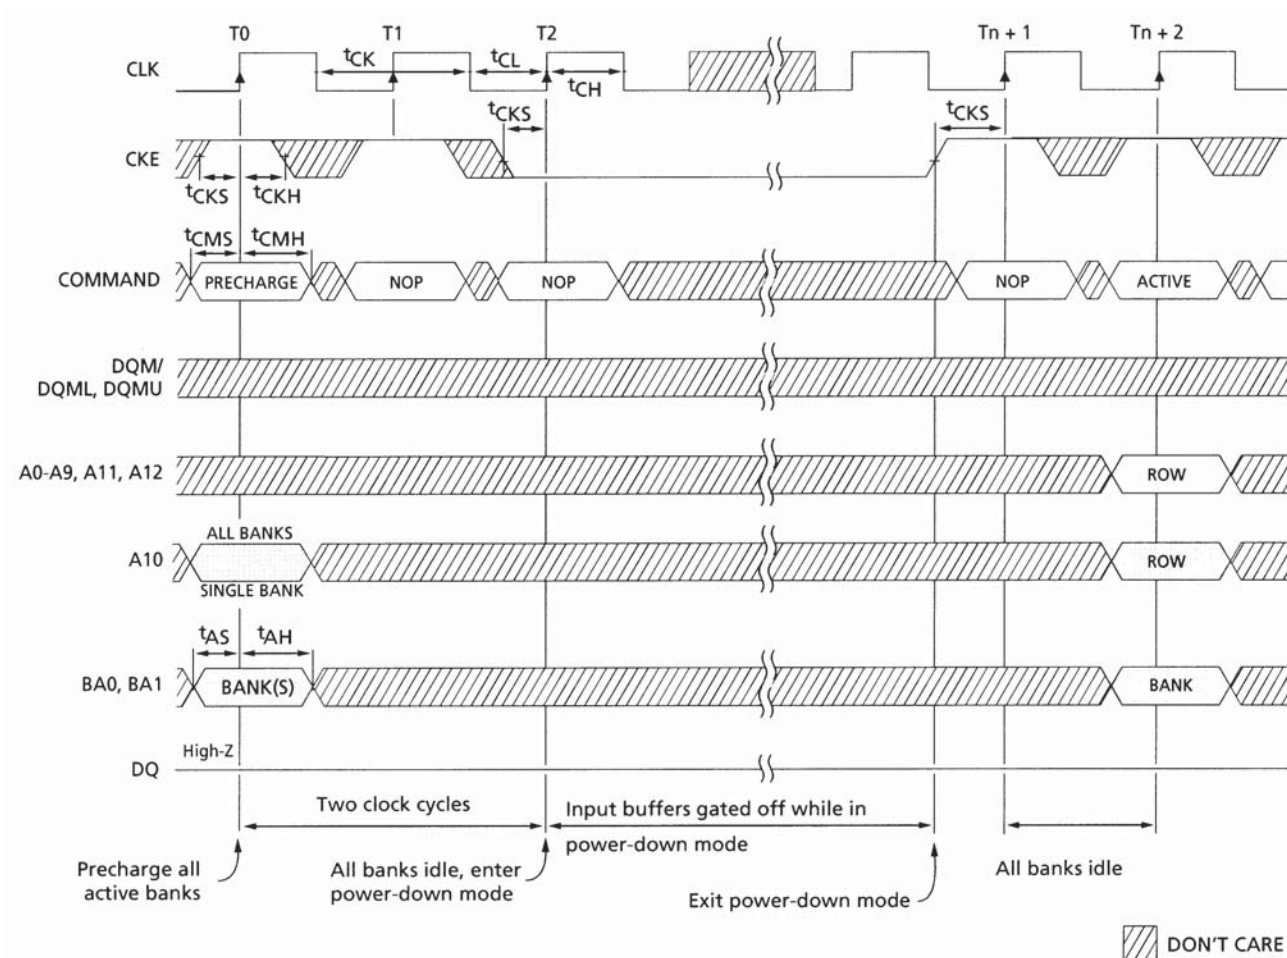 T0 T1 T2 Tn + 1 Tn + 2
CLK
tCK tCL tCH
tCKS tCKS
CKE
tCKS tCKH
tCMS tCMH
COMMAND PRECHARGE NOP NOP NOP ACTIVE
DQM/
DQML, DQMU
A0-A9, A11, A12 ROW
ALL BANKS
A10 ROW
SINGLE BANK
tAS tAH
BA0, BA1 BANK(S) BANK
High-Z
DQ
Two clock cycles
Input buffers gated off while in
power-down mode
Precharge all
active banks
All banks idle, enter
power-down mode
Exit power-down mode
All banks idle
DON'T CARE